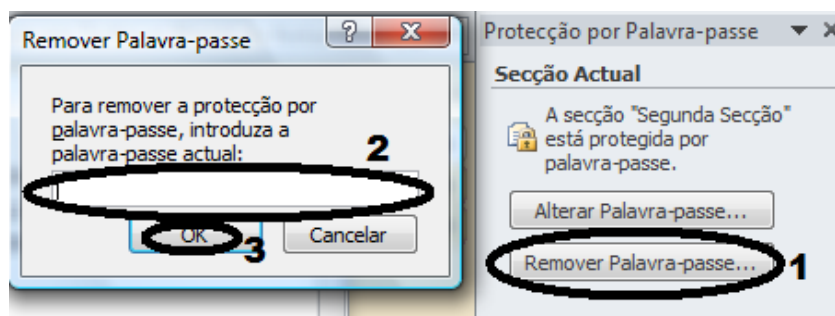 Remover Palavra-passe
Para remover a protecção por
palavra-passe, introduza a
palavra-passe actual:
2
OK
3
Cancelar
Protecção por Palavra-passe
Secção Actual
A secção "Segunda Secção"
está protegida por
palavra-passe.
Alterar Palavra-passe...
Remover Palavra-passe...
1